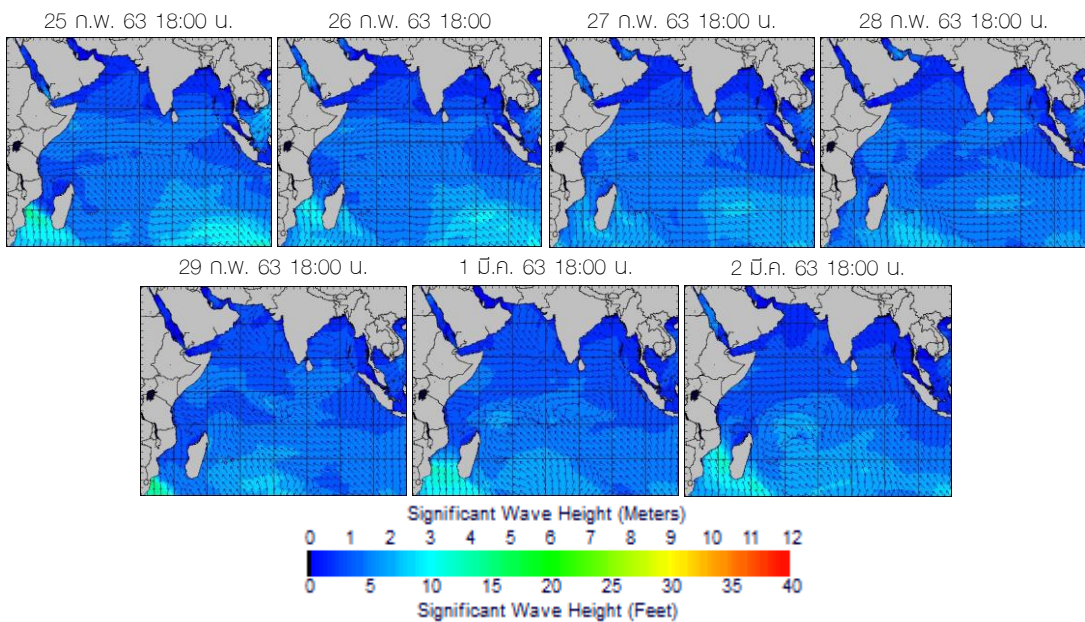 25 ก.พ. 63 18:00 น.
26 ก.พ. 63 18:00
27 ก.พ. 63 18:00 น.
28 ก.พ. 63 18:00 น.
29 ก.พ. 63 18:00 น.
1 มี.ค. 63 18:00 น.
2 มี.ค. 63 18:00 น.
Significant Wave Height (Meters)
0 1 2 3 4 5 6 7 8 9 10 11 12
0 5 10 15 20 25 30 35 40
Significant Wave Height (Feet)